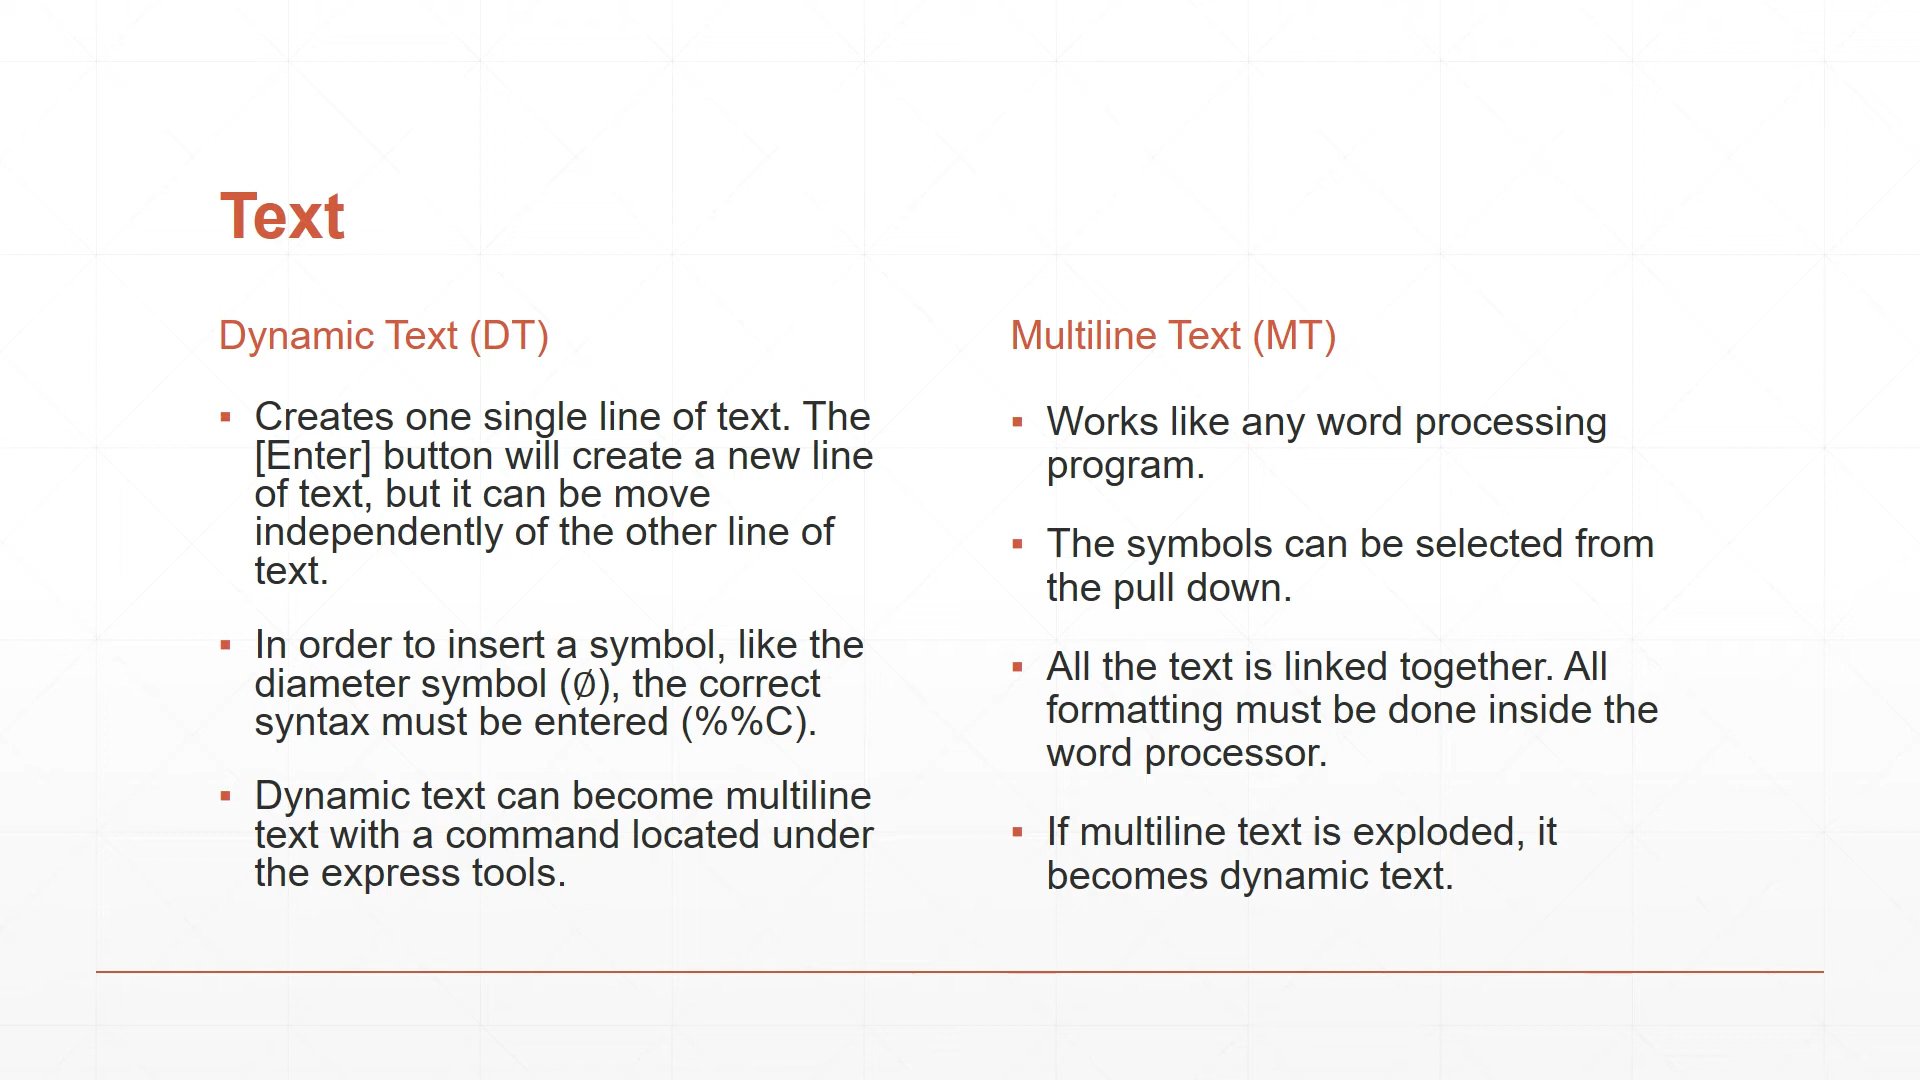 Text
Dynamic Text (DT)
▪ Creates one single line of text. The
[Enter] button will create a new line
of text, but it can be move
independently of the other line of
text.
▪ In order to insert a symbol, like the
diameter symbol (∅), the correct
syntax must be entered (%%C).
▪ Dynamic text can become multiline
text with a command located under
the express tools.
Multiline Text (MT)
▪ Works like any word processing
program.
▪ The symbols can be selected from
the pull down.
▪ All the text is linked together. All
formatting must be done inside the
word processor.
▪ If multiline text is exploded, it
becomes dynamic text.